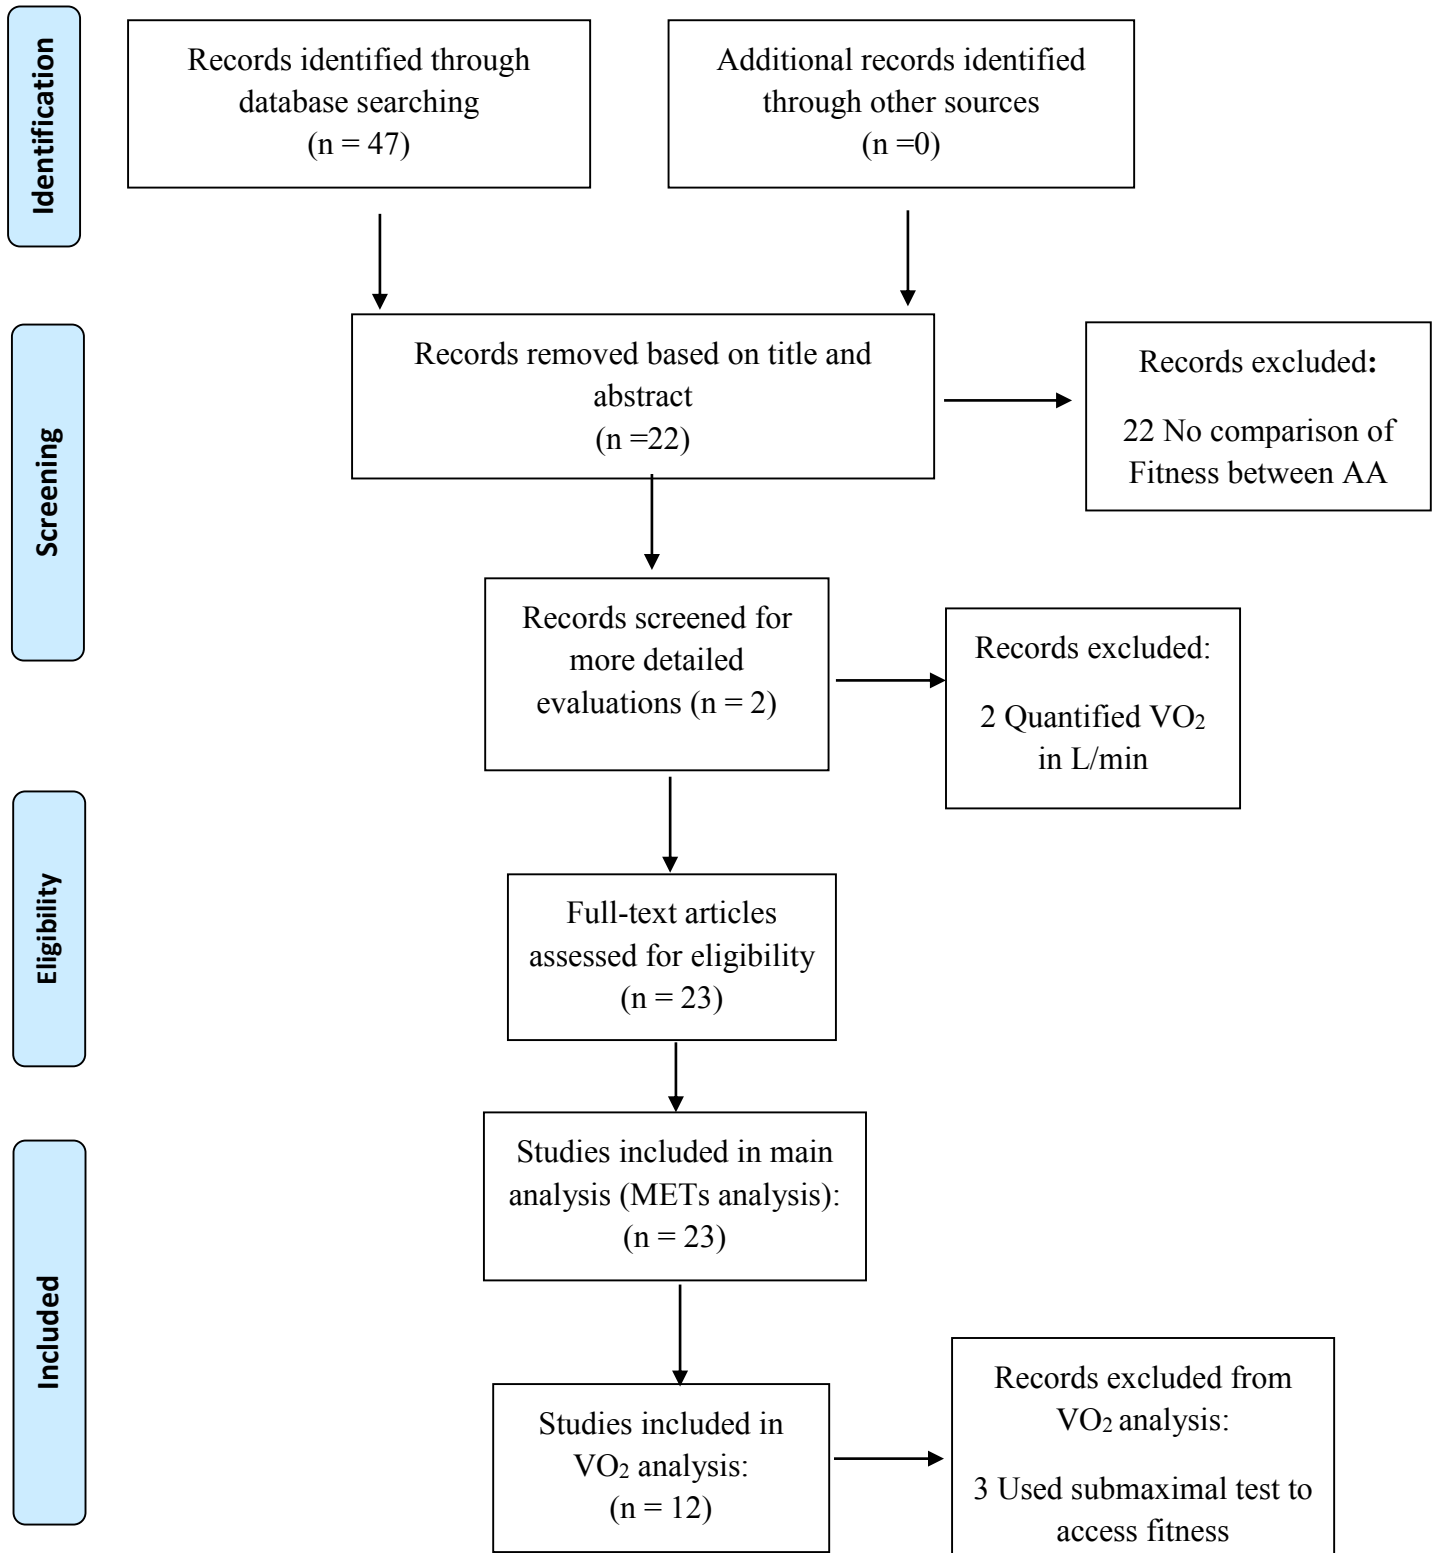 Identification
Records identified through
database searching
(n = 47)
Additional records identified
through other sources
(n =0)
Screening
Records removed based on title and
abstract
(n =22)
Records excluded:
22 No comparison of
Fitness between AA
Records screened for
more detailed
evaluations (n = 2)
Records excluded:
2 Quantified VO₂
in L/min
Eligibility
Full-text articles
assessed for eligibility
(n = 23)
Included
Studies included in main
analysis (METs analysis):
(n = 23)
Studies included in
VO₂ analysis:
(n = 12)
Records excluded from
VO₂ analysis:
3 Used submaximal test to
access fitness